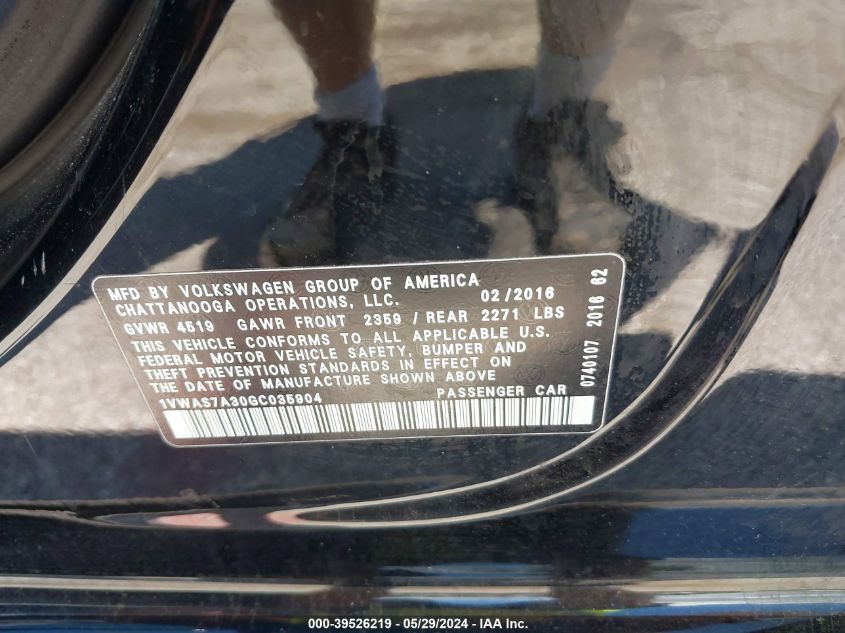 MFD BY VOLKSWAGEN GROUP OF AMERICA
CHATTANOOGA OPERATIONS, LLC. 02/2016
GVWR 4519 GAWR FRONT 2359 / REAR 2271 LBS
THIS VEHICLE CONFORMS TO ALL APPLICABLE U.S.
FEDERAL MOTOR VEHICLE SAFETY, BUMPER AND
THEFT PREVENTION STANDARDS IN EFFECT ON
THE DATE OF MANUFACTURE SHOWN ABOVE
1VWAS7A30GC035904 PASSENGER CAR
0740107 2016 62
000-39526219 - 05/29/2024 - IAA Inc.